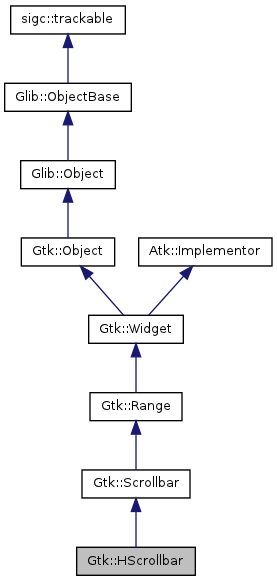 sigc::trackable
Glib::ObjectBase
Glib::Object
Gtk::Object
Atk::Implementor
Gtk::Widget
Gtk::Range
Gtk::Scrollbar
Gtk::HScrollbar